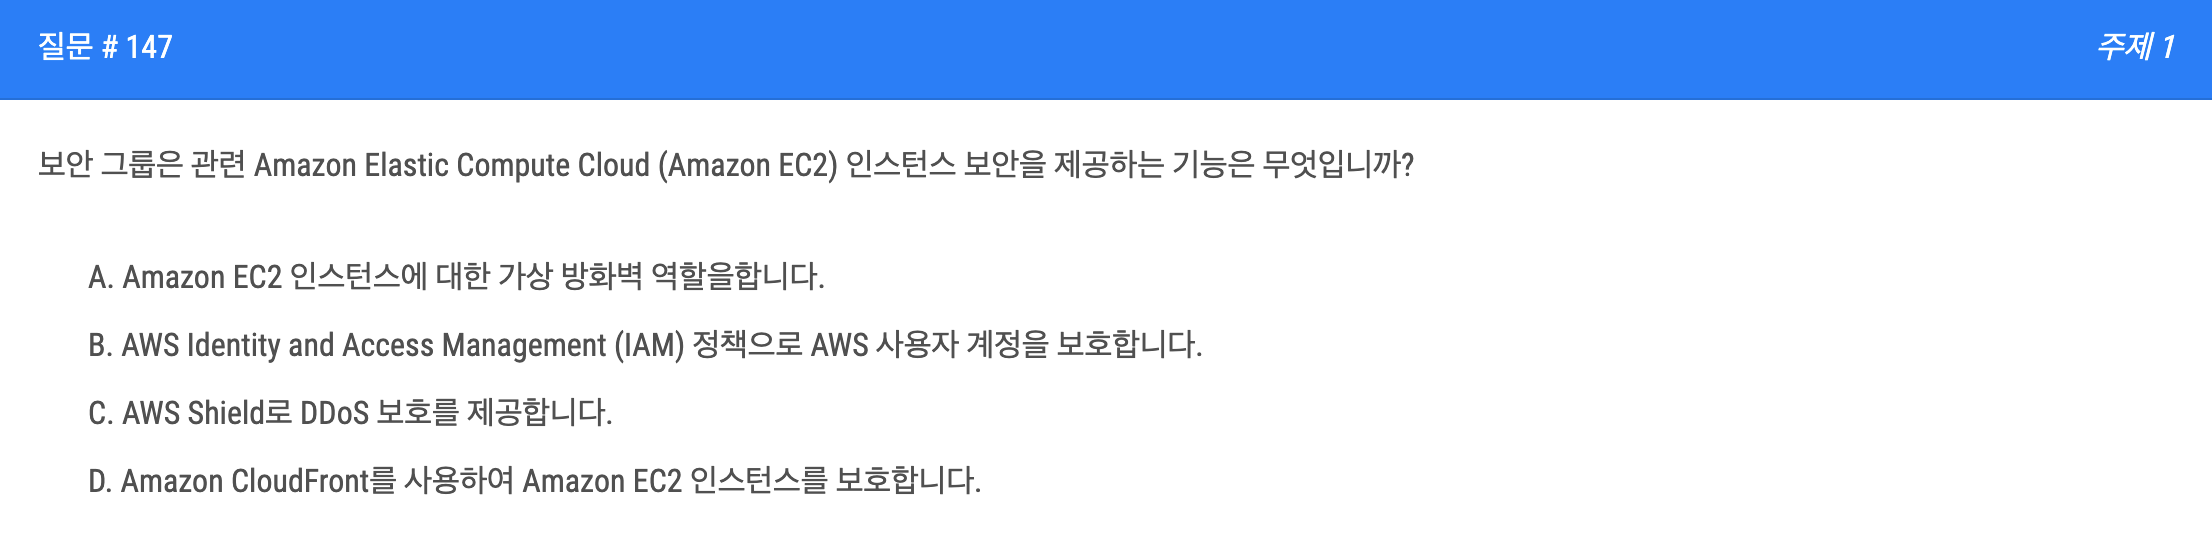 질문 # 147
주제 1
보안 그룹은 관련 Amazon Elastic Compute Cloud (Amazon EC2) 인스턴스 보안을 제공하는 기능은 무엇입니까?
A. Amazon EC2 인스턴스에 대한 가상 방화벽 역할을합니다.
B. AWS Identity and Access Management (IAM) 정책으로 AWS 사용자 계정을 보호합니다.
C. AWS Shield로 DDoS 보호를 제공합니다.
D. Amazon CloudFront를 사용하여 Amazon EC2 인스턴스를 보호합니다.